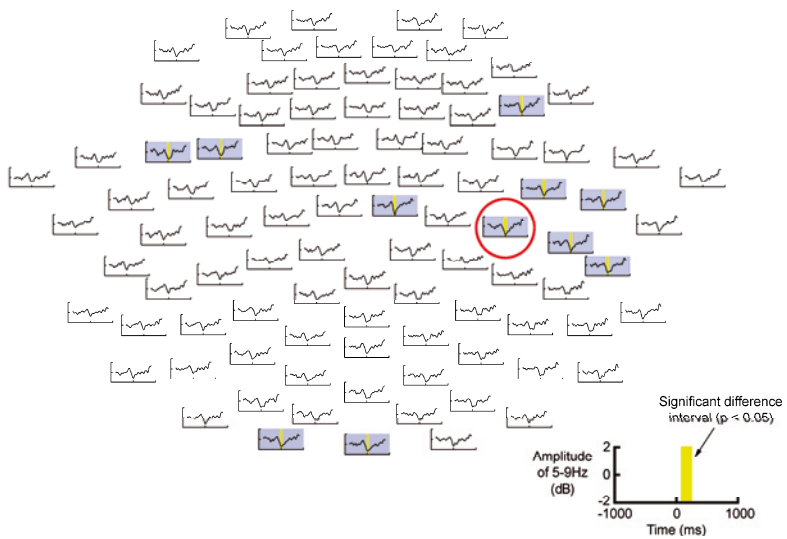 Significant difference
interval (p < 0.05)
Amplitude
of 5-9Hz
(dB)
2
0
-2
-1000 0 1000
Time (ms)